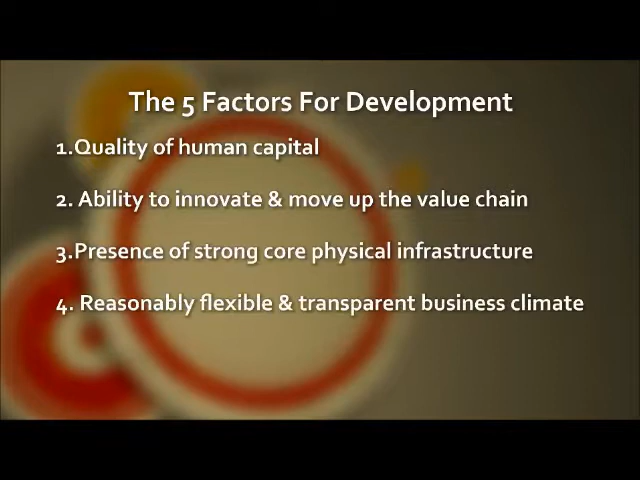 The 5 Factors For Development
1.Quality of human capital
2. Ability to innovate & move up the value chain
3.Presence of strong core physical infrastructure
4. Reasonably flexible & transparent business climate